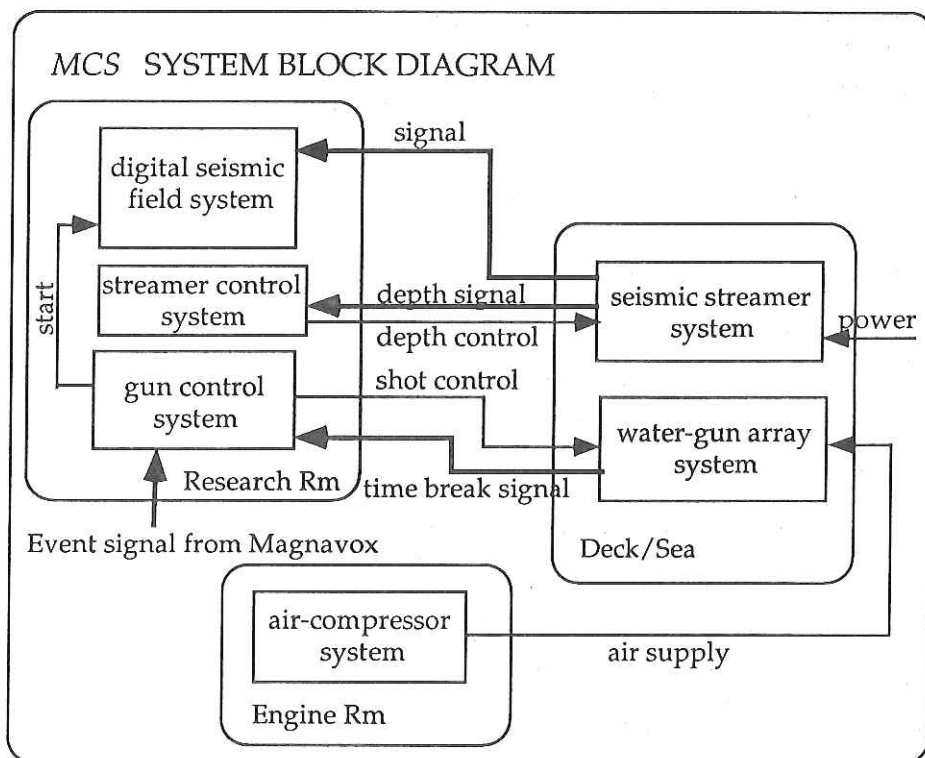 MCS SYSTEM BLOCK DIAGRAM
signal
digital seismic
field system
start
streamer control
system
depth signal
depth control
seismic streamer
system
power
gun control
system
shot control
water-gun array
system
Research Rm
time break signal
Event signal from Magnavox
Deck/Sea
air-compressor
system
air supply
Engine Rm